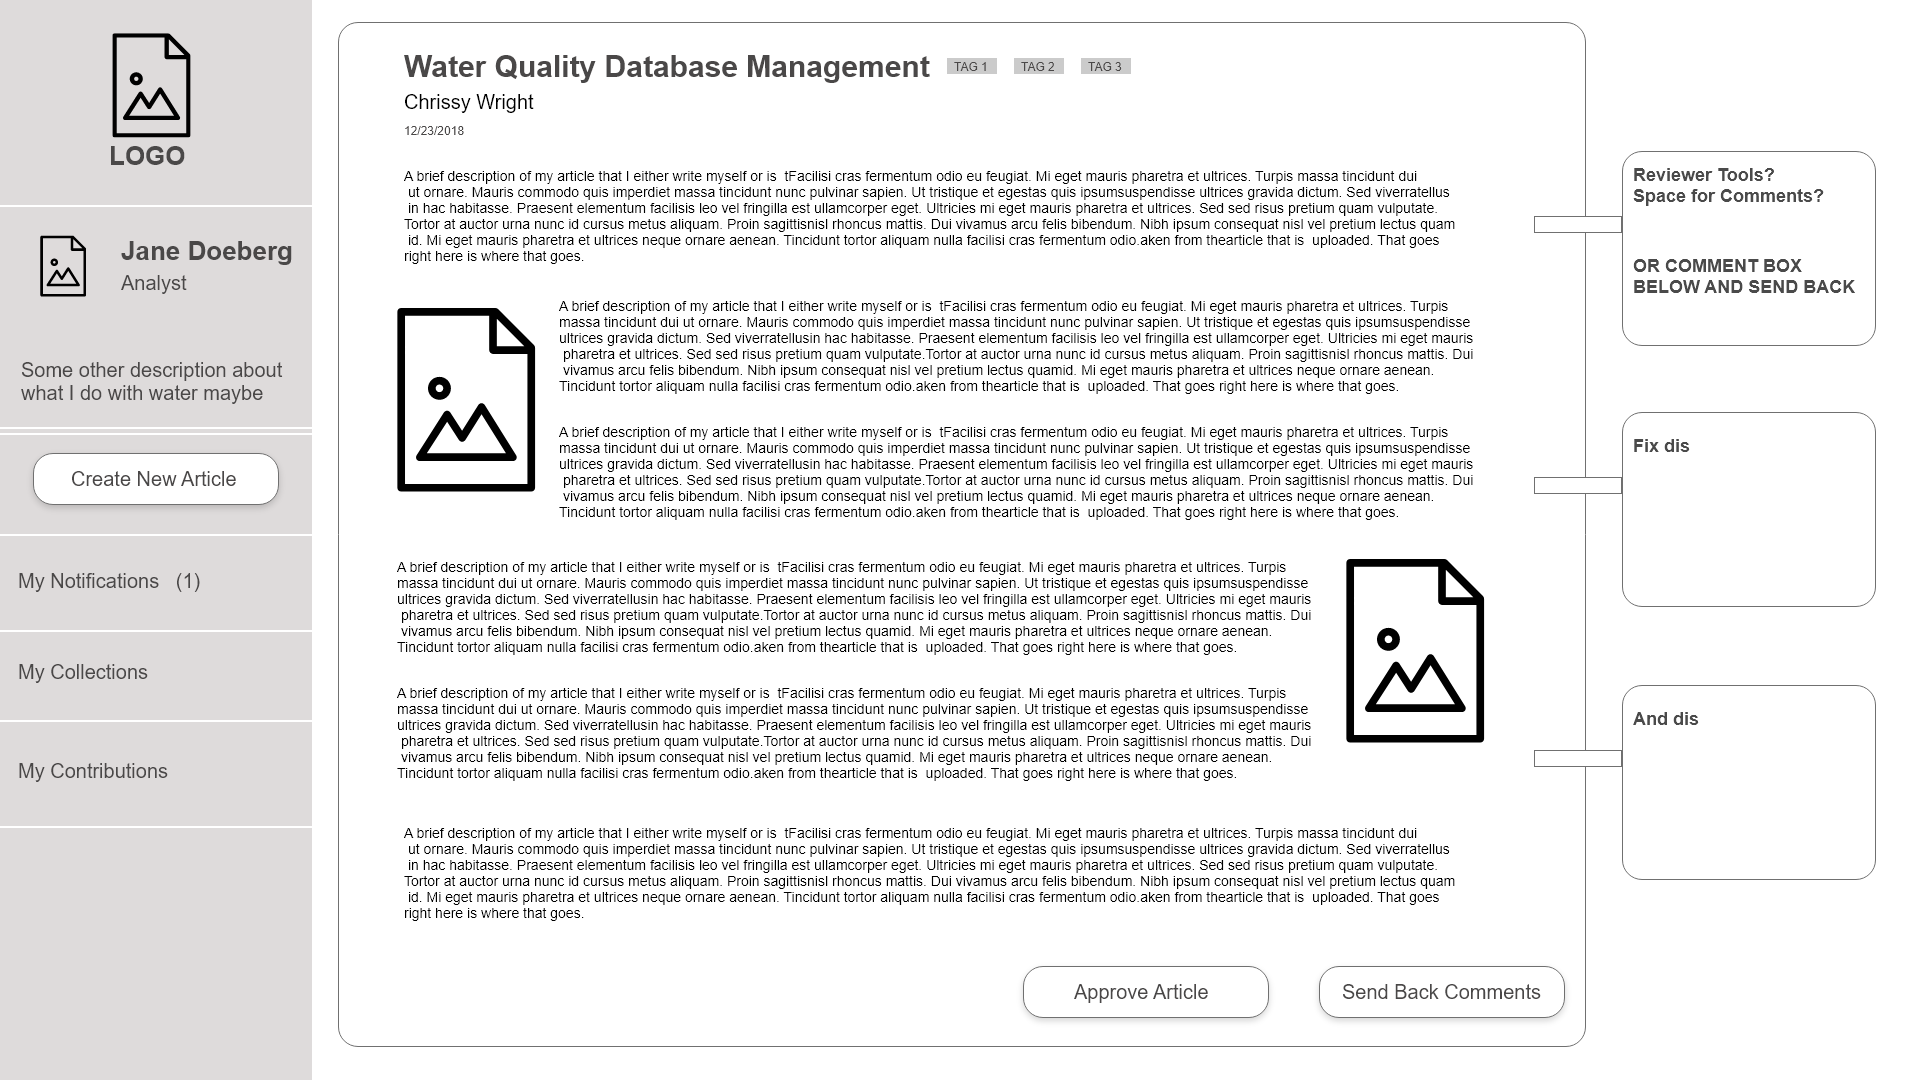 LOGO
Jane Doeberg
Analyst
Some other description about
what I do with water maybe
Create New Article
My Notifications (1)
My Collections
My Contributions
Water Quality Database Management TAG 1 TAG 2 TAG 3
Chrissy Wright
12/23/2018
A brief description of my article that I either write myself or is tFacilisi cras fermentum odio eu feugiat. Mi eget mauris pharetra et ultrices. Turpis massa tincidunt dui
ut ornare. Mauris commodo quis imperdiet massa tincidunt nunc pulvinar sapien. Ut tristique et egestas quis ipsumsuspendisse ultrices gravida dictum. Sed viverratellus
in hac habitasse. Praesent elementum facilisis leo vel fringilla est ullamcorper eget. Ultricies mi eget mauris pharetra et ultrices. Sed sed risus pretium quam vulputate.
Tortor at auctor urna nunc id cursus metus aliquam. Proin sagittisnisl rhoncus mattis. Dui vivamus arcu felis bibendum. Nibh ipsum consequat nisl vel pretium lectus quam
id. Mi eget mauris pharetra et ultrices neque ornare aenean. Tincidunt tortor aliquam nulla facilisi cras fermentum odio.aken from thearticle that is uploaded. That goes
right here is where that goes.
A brief description of my article that I either write myself or is tFacilisi cras fermentum odio eu feugiat. Mi eget mauris pharetra et ultrices. Turpis
massa tincidunt dui ut ornare. Mauris commodo quis imperdiet massa tincidunt nunc pulvinar sapien. Ut tristique et egestas quis ipsumsuspendisse
ultrices gravida dictum. Sed viverratellusin hac habitasse. Praesent elementum facilisis leo vel fringilla est ullamcorper eget. Ultricies mi eget mauris
pharetra et ultrices. Sed sed risus pretium quam vulputate.Tortor at auctor urna nunc id cursus metus aliquam. Proin sagittisnisl rhoncus mattis. Dui
vivamus arcu felis bibendum. Nibh ipsum consequat nisl vel pretium lectus quamid. Mi eget mauris pharetra et ultrices neque ornare aenean.
Tincidunt tortor aliquam nulla facilisi cras fermentum odio.aken from thearticle that is uploaded. That goes right here is where that goes.
A brief description of my article that I either write myself or is tFacilisi cras fermentum odio eu feugiat. Mi eget mauris pharetra et ultrices. Turpis
massa tincidunt dui ut ornare. Mauris commodo quis imperdiet massa tincidunt nunc pulvinar sapien. Ut tristique et egestas quis ipsumsuspendisse
ultrices gravida dictum. Sed viverratellusin hac habitasse. Praesent elementum facilisis leo vel fringilla est ullamcorper eget. Ultricies mi eget mauris
pharetra et ultrices. Sed sed risus pretium quam vulputate.Tortor at auctor urna nunc id cursus metus aliquam. Proin sagittisnisl rhoncus mattis. Dui
vivamus arcu felis bibendum. Nibh ipsum consequat nisl vel pretium lectus quamid. Mi eget mauris pharetra et ultrices neque ornare aenean.
Tincidunt tortor aliquam nulla facilisi cras fermentum odio.aken from thearticle that is uploaded. That goes right here is where that goes.
A brief description of my article that I either write myself or is tFacilisi cras fermentum odio eu feugiat. Mi eget mauris pharetra et ultrices. Turpis
massa tincidunt dui ut ornare. Mauris commodo quis imperdiet massa tincidunt nunc pulvinar sapien. Ut tristique et egestas quis ipsumsuspendisse
ultrices gravida dictum. Sed viverratellusin hac habitasse. Praesent elementum facilisis leo vel fringilla est ullamcorper eget. Ultricies mi eget mauris
pharetra et ultrices. Sed sed risus pretium quam vulputate.Tortor at auctor urna nunc id cursus metus aliquam. Proin sagittisnisl rhoncus mattis. Dui
vivamus arcu felis bibendum. Nibh ipsum consequat nisl vel pretium lectus quamid. Mi eget mauris pharetra et ultrices neque ornare aenean.
Tincidunt tortor aliquam nulla facilisi cras fermentum odio.aken from thearticle that is uploaded. That goes right here is where that goes.
A brief description of my article that I either write myself or is tFacilisi cras fermentum odio eu feugiat. Mi eget mauris pharetra et ultrices. Turpis
massa tincidunt dui ut ornare. Mauris commodo quis imperdiet massa tincidunt nunc pulvinar sapien. Ut tristique et egestas quis ipsumsuspendisse
ultrices gravida dictum. Sed viverratellusin hac habitasse. Praesent elementum facilisis leo vel fringilla est ullamcorper eget. Ultricies mi eget mauris
pharetra et ultrices. Sed sed risus pretium quam vulputate.Tortor at auctor urna nunc id cursus metus aliquam. Proin sagittisnisl rhoncus mattis. Dui
vivamus arcu felis bibendum. Nibh ipsum consequat nisl vel pretium lectus quamid. Mi eget mauris pharetra et ultrices neque ornare aenean.
Tincidunt tortor aliquam nulla facilisi cras fermentum odio.aken from thearticle that is uploaded. That goes right here is where that goes.
A brief description of my article that I either write myself or is tFacilisi cras fermentum odio eu feugiat. Mi eget mauris pharetra et ultrices. Turpis massa tincidunt dui
ut ornare. Mauris commodo quis imperdiet massa tincidunt nunc pulvinar sapien. Ut tristique et egestas quis ipsumsuspendisse ultrices gravida dictum. Sed viverratellus
in hac habitasse. Praesent elementum facilisis leo vel fringilla est ullamcorper eget. Ultricies mi eget mauris pharetra et ultrices. Sed sed risus pretium quam vulputate.
Tortor at auctor urna nunc id cursus metus aliquam. Proin sagittisnisl rhoncus mattis. Dui vivamus arcu felis bibendum. Nibh ipsum consequat nisl vel pretium lectus quam
id. Mi eget mauris pharetra et ultrices neque ornare aenean. Tincidunt tortor aliquam nulla facilisi cras fermentum odio.aken from thearticle that is uploaded. That goes
right here is where that goes.
Approve Article
Send Back Comments
Reviewer Tools?
Space for Comments?
OR COMMENT BOX
BELOW AND SEND BACK
Fix dis
And dis